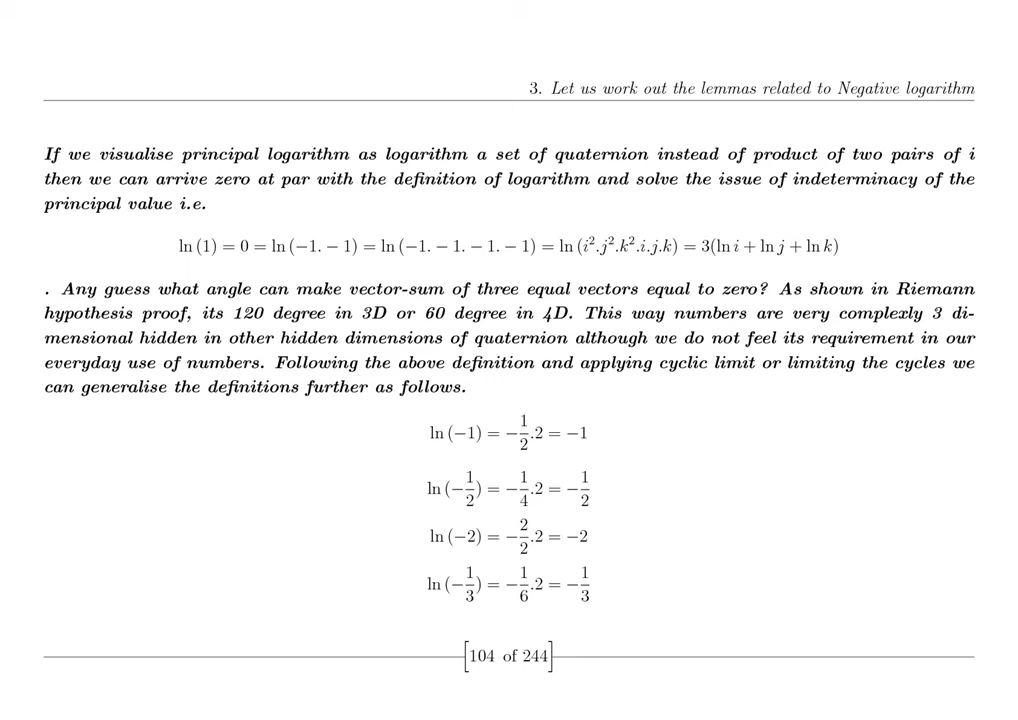 3. Let us work out the lemmas related to Negative logarithm
If we visualise principal logarithm as logarithm a set of quaternion instead of product of two pairs of i
then we can arrive zero at par with the definition of logarithm and solve the issue of indeterminacy of the
principal value i.e.
ln (1) = 0 = ln (−1. − 1) = ln (−1. − 1. − 1. − 1) = ln (i².j².k².i.j.k) = 3(ln i + ln j + ln k)
. Any guess what angle can make vector-sum of three equal vectors equal to zero? As shown in Riemann
hypothesis proof, its 120 degree in 3D or 60 degree in 4D. This way numbers are very complexly 3 di-
mensional hidden in other hidden dimensions of quaternion although we do not feel its requirement in our
everyday use of numbers. Following the above definition and applying cyclic limit or limiting the cycles we
can generalise the definitions further as follows.
ln (−1) = −1/2.2 = −1
ln (−1/2) = −1/4.2 = −1/2
ln (−2) = −2/2.2 = −2
ln (−1/3) = −1/6.2 = −1/3
[104 of 244]